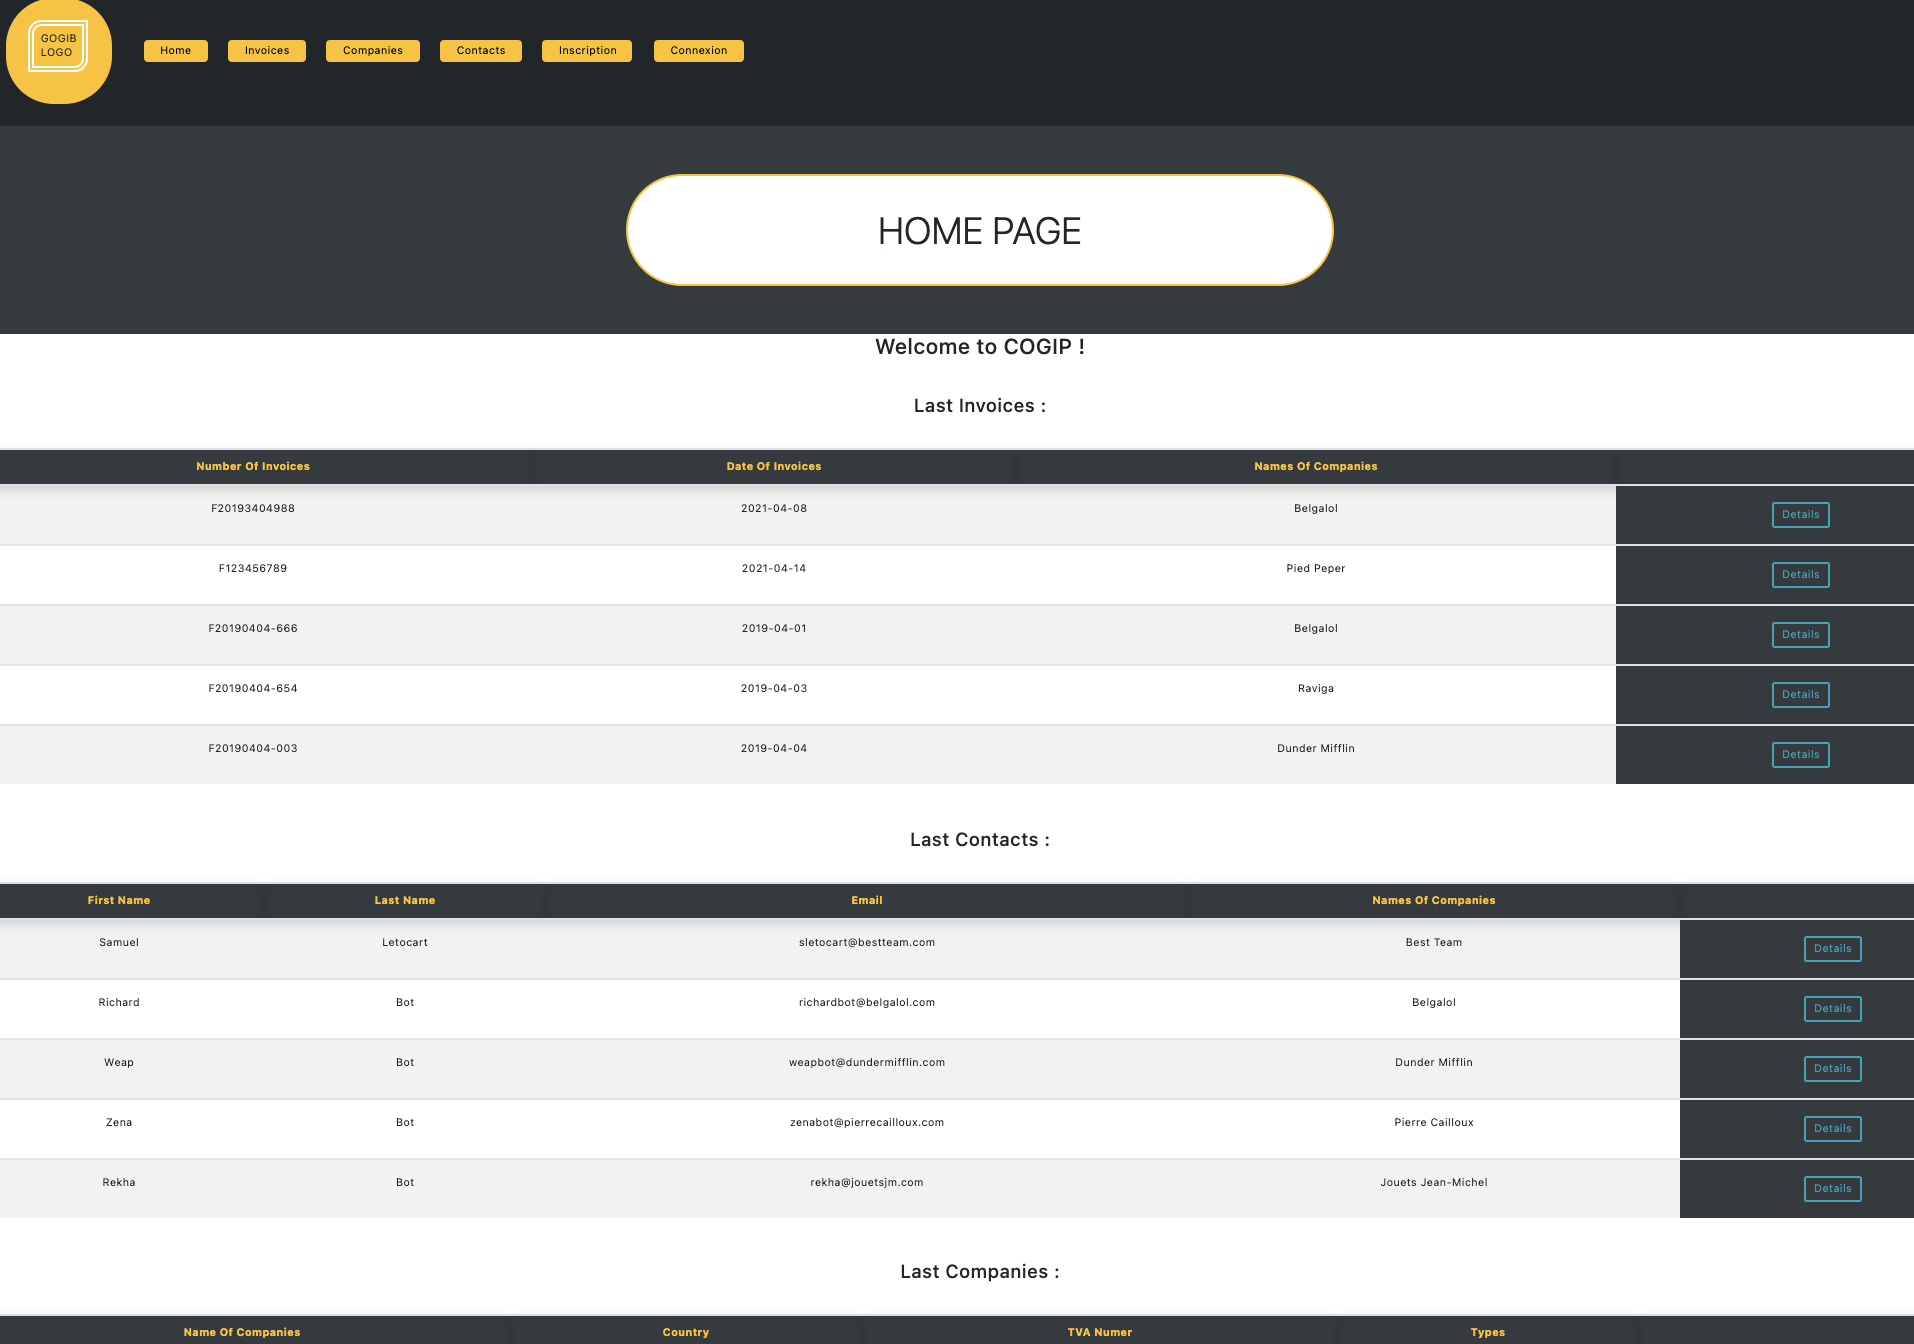 GOGIB
LOGO
Home Invoices Companies Contacts Inscription Connexion
HOME PAGE
Welcome to COGIP !
Last Invoices :
Number Of Invoices Date Of Invoices Names Of Companies
F20193404988 2021-04-08 Belgalol Details
F123456789 2021-04-14 Pied Peper Details
F20190404-666 2019-04-01 Belgalol Details
F20190404-654 2019-04-03 Raviga Details
F20190404-003 2019-04-04 Dunder Mifflin Details
Last Contacts :
First Name Last Name Email Names Of Companies
Samuel Letocart sletocart@bestteam.com Best Team Details
Richard Bot richardbot@belgalol.com Belgalol Details
Weap Bot weapbot@dundermifflin.com Dunder Mifflin Details
Zena Bot zenabot@pierrecailloux.com Pierre Cailloux Details
Rekha Bot rekha@jouetsjm.com Jouets Jean-Michel Details
Last Companies :
Name Of Companies Country TVA Numer Types